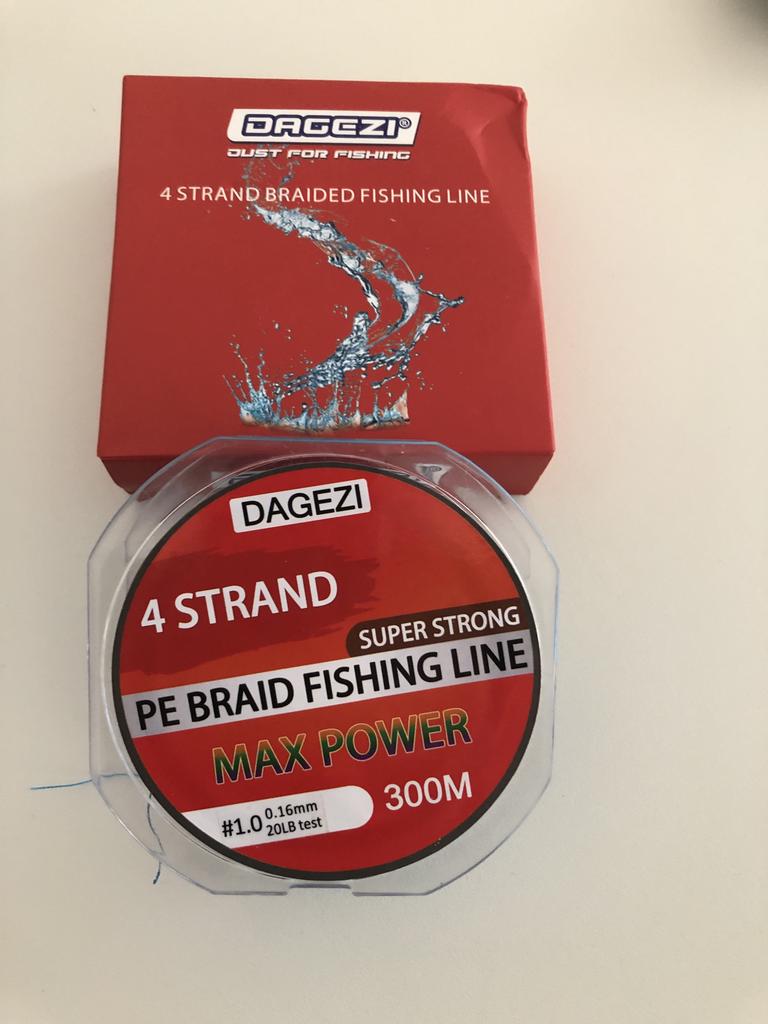 DAGEZI®
JUST FOR FISHING
4 STRAND BRAIDED FISHING LINE
DAGEZI
4 STRAND
SUPER STRONG
PE BRAID FISHING LINE
MAX POWER
300M
#1.0 0.16mm
20LB test